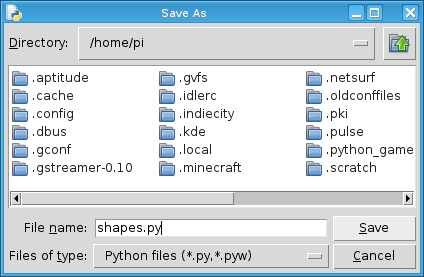 Save As
Directory: /home/pi
.aptitude .gvfs .netsurf
.cache .idlerc .oldconffiles
.config .indiecity .pki
.dbus .kde .pulse
.gconf .local .python_game
.gstreamer-0.10 .minecraft .scratch
File name: shapes.py Save
Files of type: Python files (*.py,*.pyw) Cancel